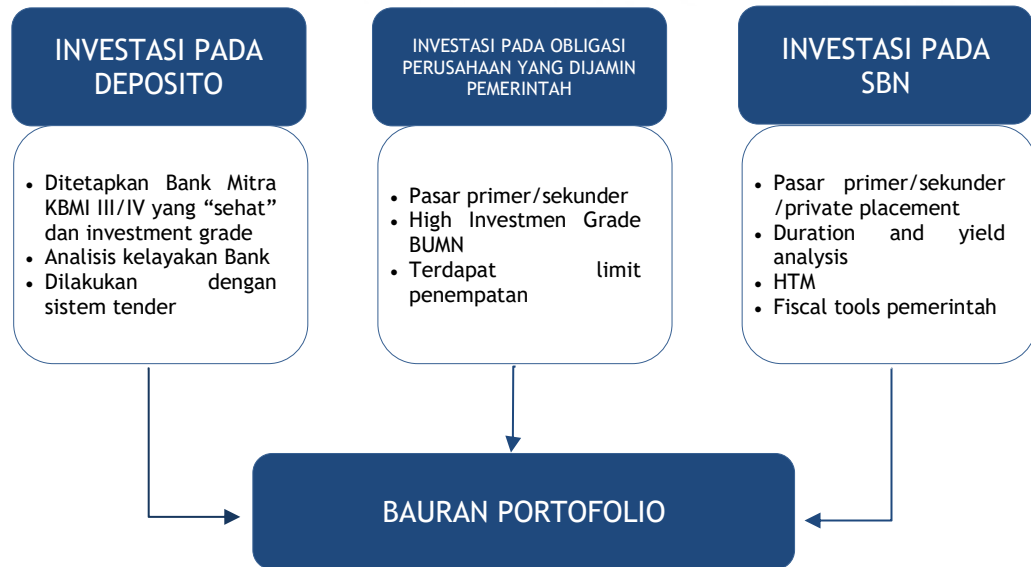 INVESTASI PADA
DEPOSITO
• Ditetapkan Bank Mitra
KBMI III/IV yang “sehat”
dan investment grade
• Analisis kelayakan Bank
• Dilakukan dengan
sistem tender
INVESTASI PADA OBLIGASI
PERUSAHAAN YANG DIJAMIN
PEMERINTAH
• Pasar primer/sekunder
• High Investmen Grade
BUMN
• Terdapat limit
penempatan
INVESTASI PADA
SBN
• Pasar primer/sekunder
/private placement
• Duration and yield
analysis
• HTM
• Fiscal tools pemerintah
BAURAN PORTOFOLIO